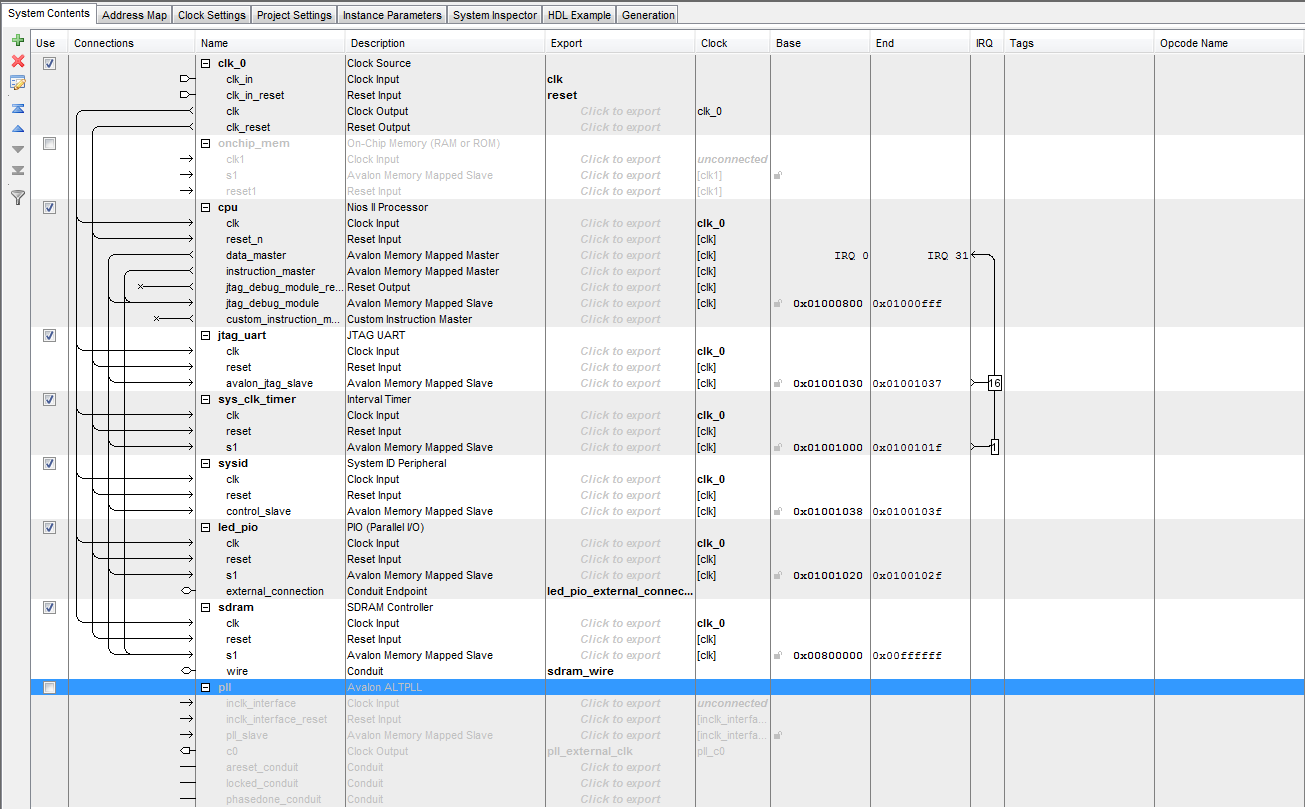 System Contents Address Map Clock Settings Project Settings Instance Parameters System Inspector HDL Example Generation
Use Connections Name Description Export Clock Base End IRQ Tags Opcode Name
clk_0 Clock Source
clk_in Clock Input clk
clk_in_reset Reset Input reset
clk Clock Output Click to export clk_0
clk_reset Reset Output Click to export
onchip_mem On-Chip Memory (RAM or ROM)
clk1 Clock Input Click to export unconnected
s1 Avalon Memory Mapped Slave Click to export [clk1]
reset1 Reset Input Click to export [clk1]
cpu Nios II Processor
clk Clock Input Click to export clk_0
reset_n Reset Input Click to export [clk]
data_master Avalon Memory Mapped Master Click to export [clk] IRQ 0 IRQ 31
instruction_master Avalon Memory Mapped Master Click to export [clk]
jtag_debug_module_re... Reset Output Click to export [clk]
jtag_debug_module Avalon Memory Mapped Slave Click to export [clk] 0x01000800 0x01000fff
custom_instruction_m... Custom Instruction Master Click to export
jtag_uart JTAG UART
clk Clock Input Click to export clk_0
reset Reset Input Click to export [clk]
avalon_jtag_slave Avalon Memory Mapped Slave Click to export [clk] 0x01001030 0x01001037 16
sys_clk_timer Interval Timer
clk Clock Input Click to export clk_0
reset Reset Input Click to export [clk]
s1 Avalon Memory Mapped Slave Click to export [clk] 0x01001000 0x0100101f 1
sysid System ID Peripheral
clk Clock Input Click to export clk_0
reset Reset Input Click to export [clk]
control_slave Avalon Memory Mapped Slave Click to export [clk] 0x01001038 0x0100103f
led_pio PIO (Parallel I/O)
clk Clock Input Click to export clk_0
reset Reset Input Click to export [clk]
s1 Avalon Memory Mapped Slave Click to export [clk] 0x01001020 0x0100102f
external_connection Conduit Endpoint led_pio_external_connec...
sdram SDRAM Controller
clk Clock Input Click to export clk_0
reset Reset Input Click to export [clk]
s1 Avalon Memory Mapped Slave Click to export [clk] 0x00800000 0x00ffffff
wire Conduit sdram_wire
pll Avalon ALTPLL
inclk_interface Clock Input Click to export unconnected
inclk_interface_reset Reset Input Click to export [inclk_interfa...
pll_slave Avalon Memory Mapped Slave Click to export [inclk_interfa...
c0 Clock Output pll_external_clk pll_c0
areset_conduit Conduit Click to export
locked_conduit Conduit Click to export
phasedone_conduit Conduit Click to export